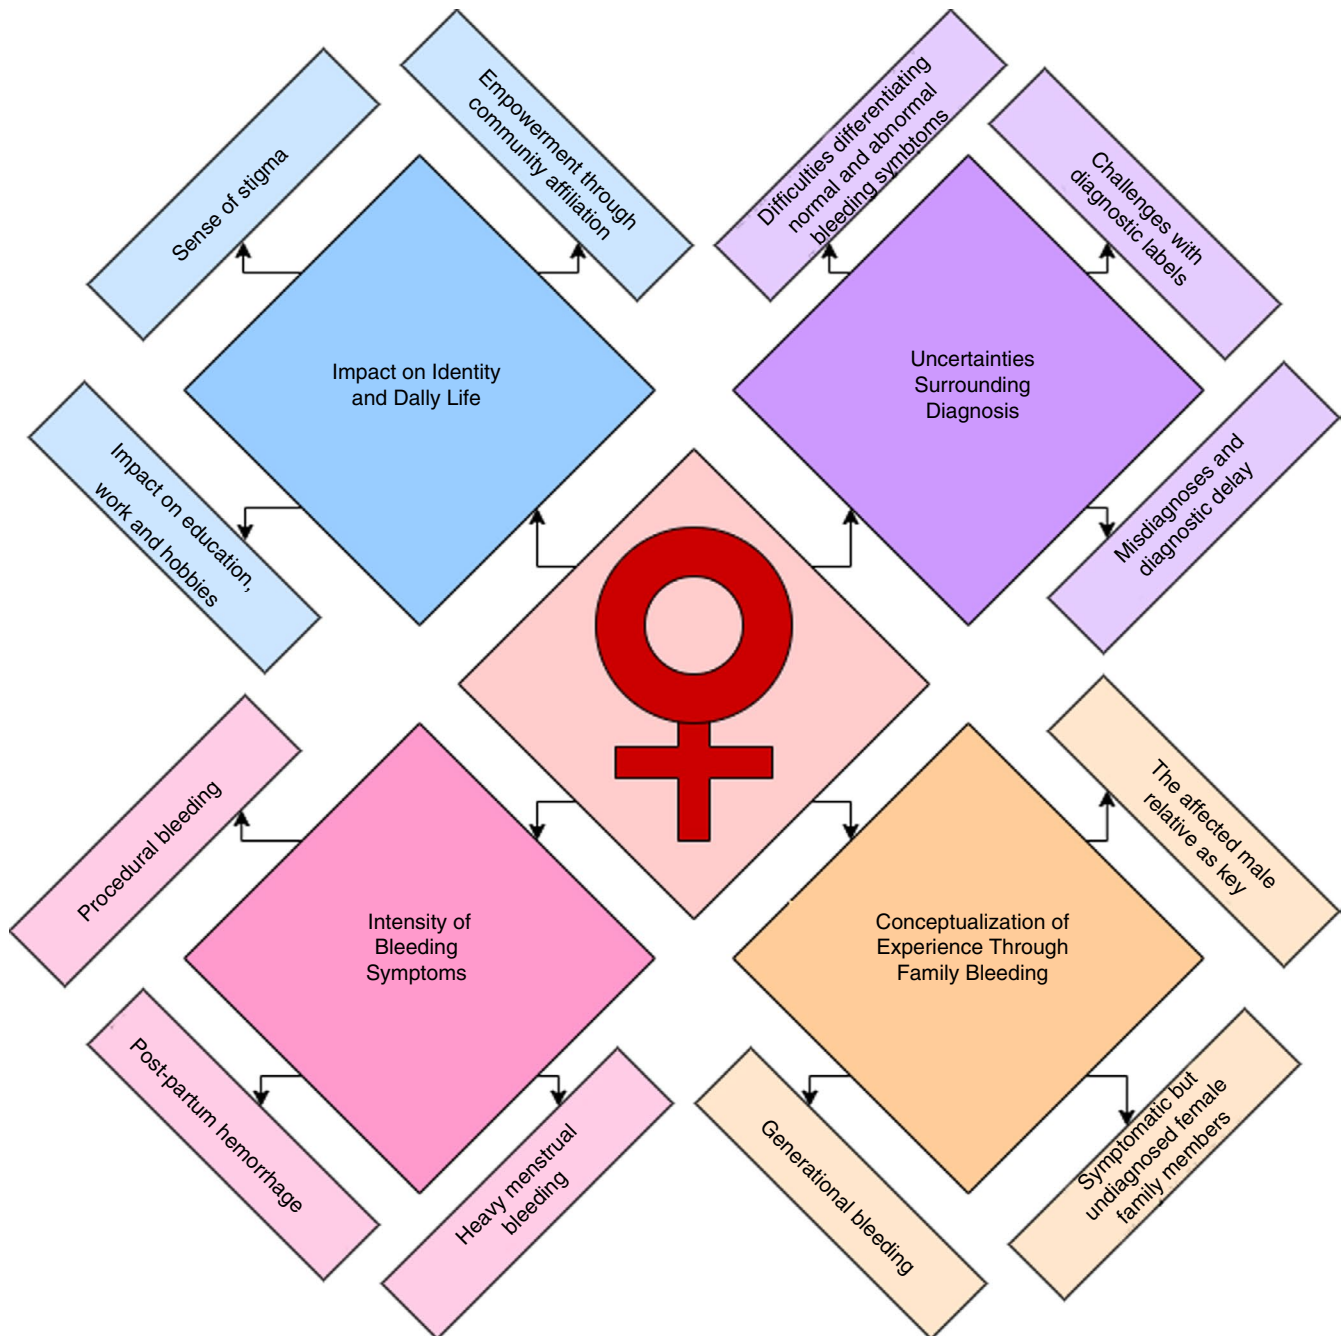 Sense of stigma
Empowerment through
community affiliation
Impact on Identity
and Dally Life
Impact on education,
work and hobbies
Difficulties differentiating
normal and abnormal
bleeding symbtoms
Challenges with
diagnostic labels
Uncertainties
Surrounding
Diagnosis
Misdiagnoses and
diagnostic delay
Procedural bleeding
Intensity of
Bleeding
Symptoms
Post-partum hemorrhage
Heavy menstrual
bleeding
The affected male
relative as key
Conceptualization of
Experience Through
Family Bleeding
Generational bleeding
Symptomatic but
undiagnosed female
family members